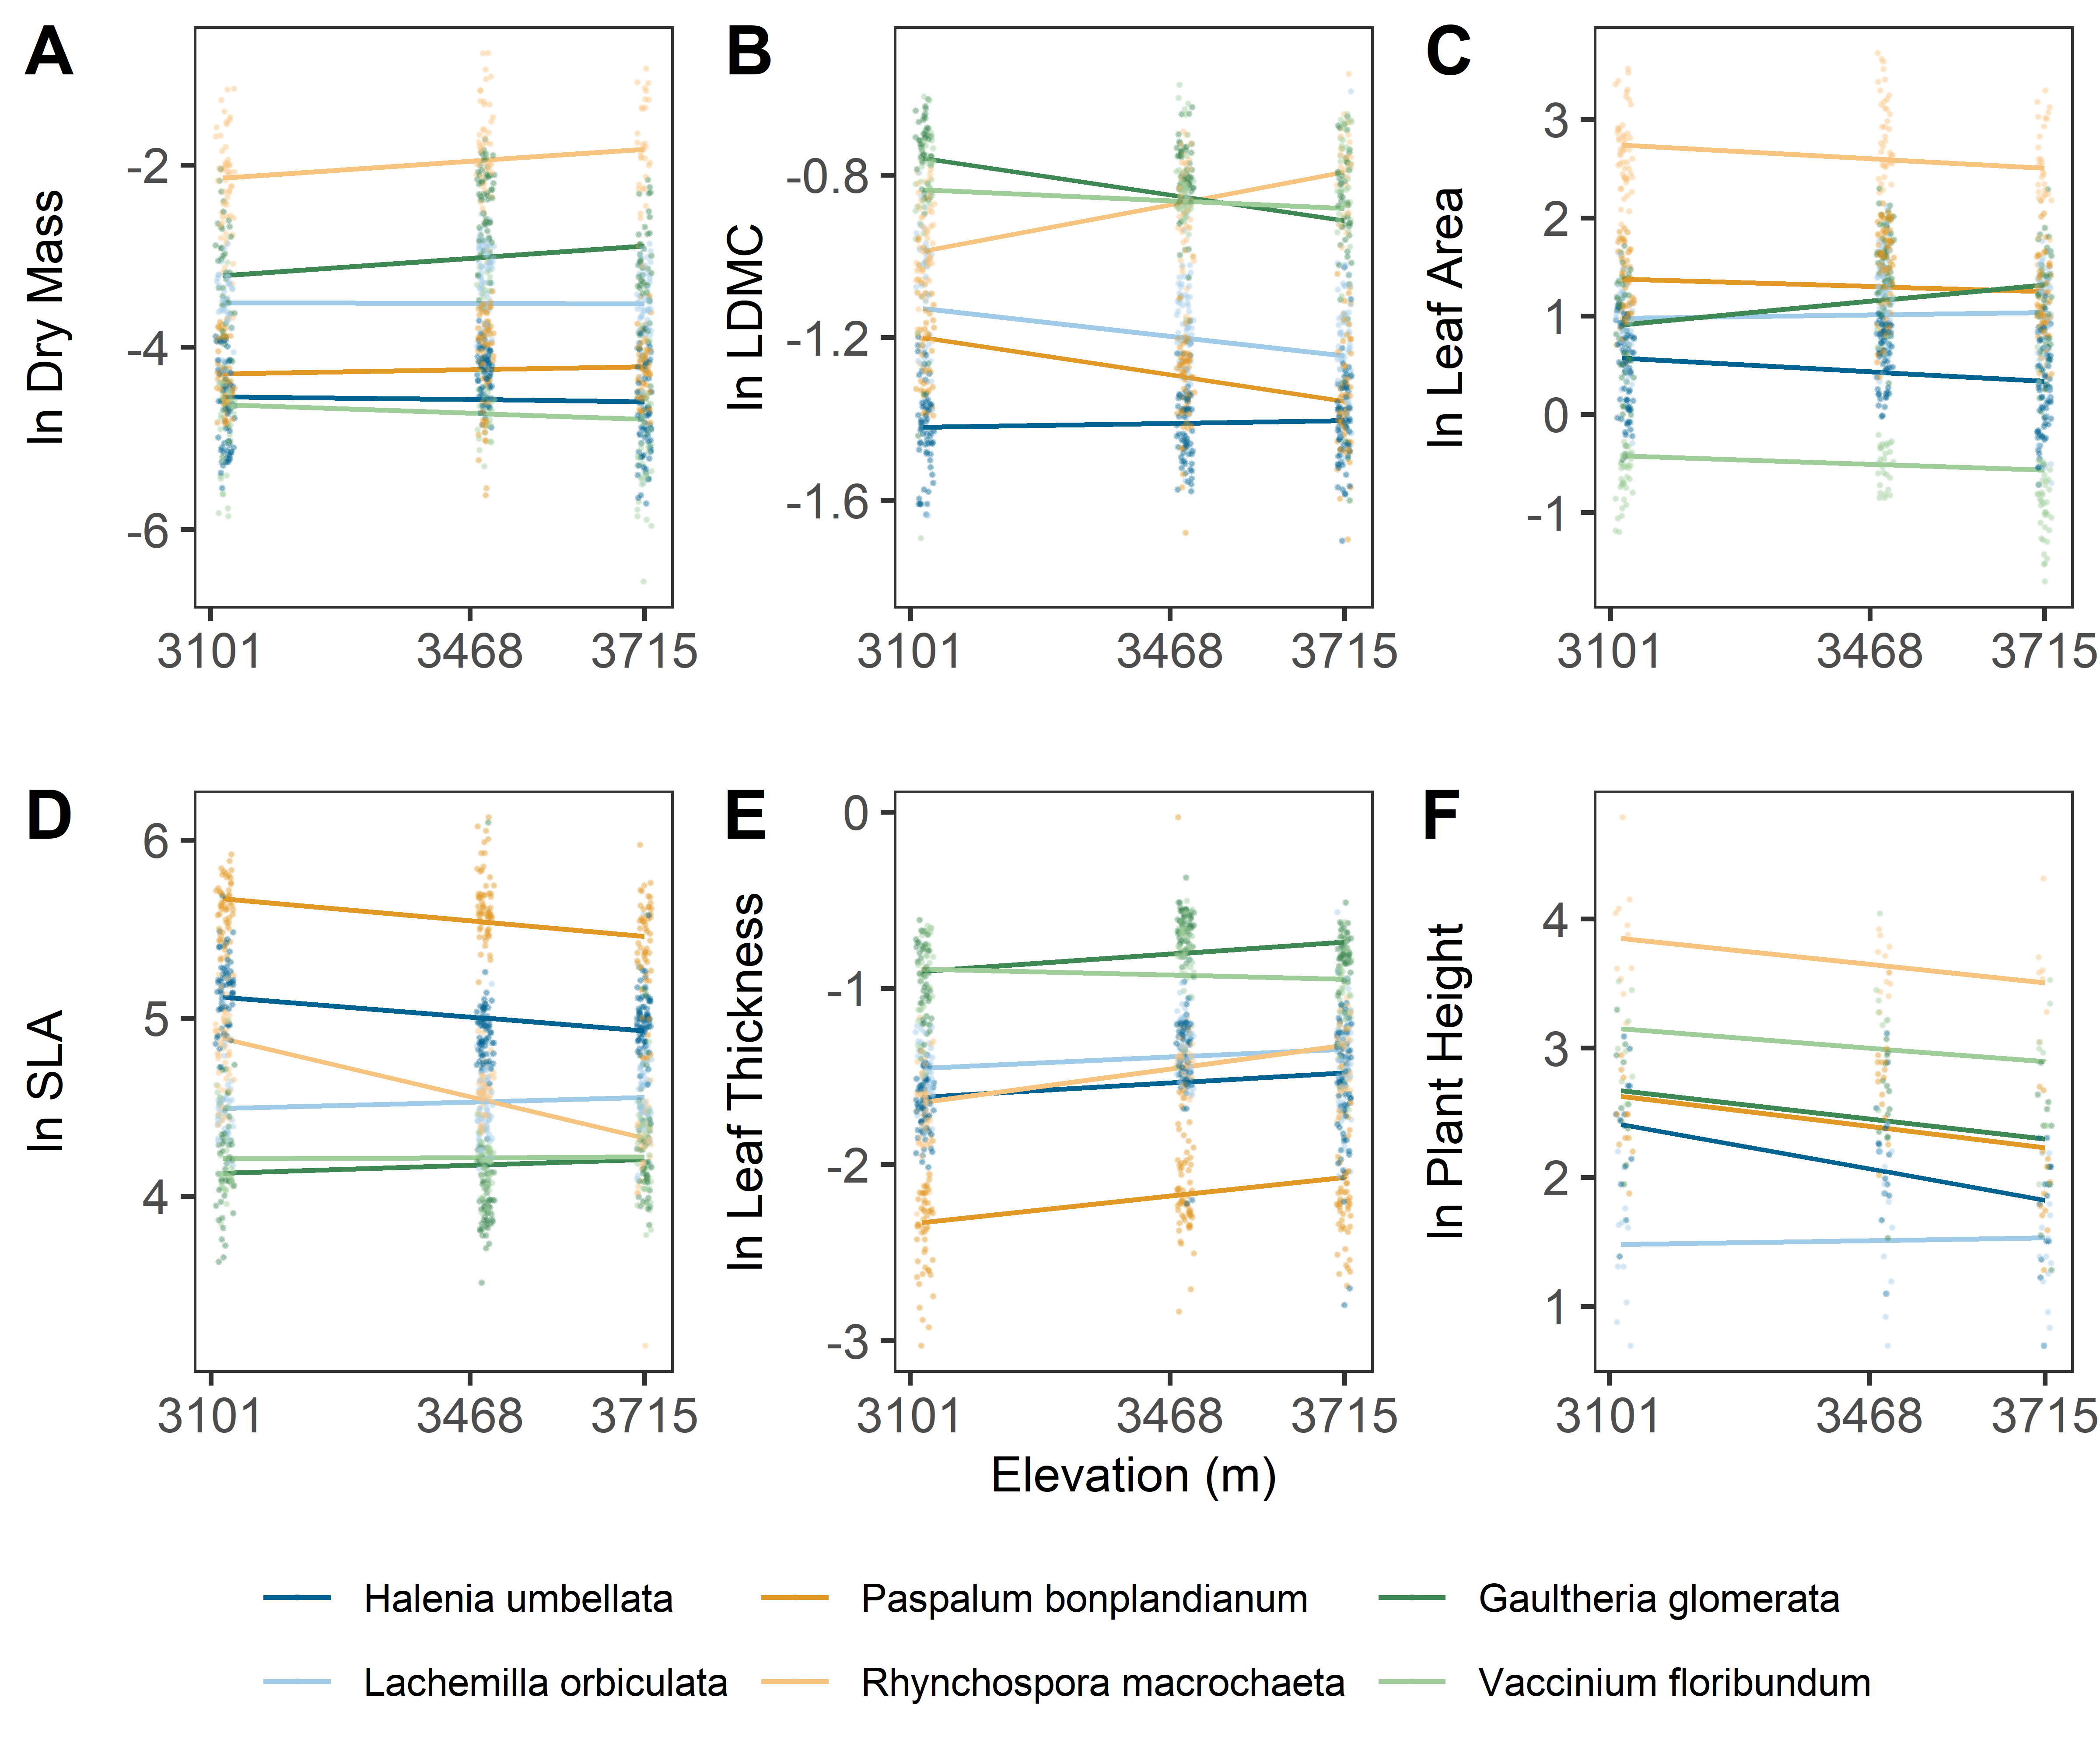 A
B
C
ln Dry Mass
-2
-4
-6
3101 3468 3715
ln LDMC
-0.8
-1.2
-1.6
3101 3468 3715
ln Leaf Area
3
2
1
0
-1
3101 3468 3715
D
E
F
ln SLA
6
5
4
3101 3468 3715
ln Leaf Thickness
0
-1
-2
-3
3101 3468 3715
ln Plant Height
4
3
2
1
3101 3468 3715
Elevation (m)
Halenia umbellata
Paspalum bonplandianum
Gaultheria glomerata
Lachemilla orbiculata
Rhynchospora macrochaeta
Vaccinium floribundum